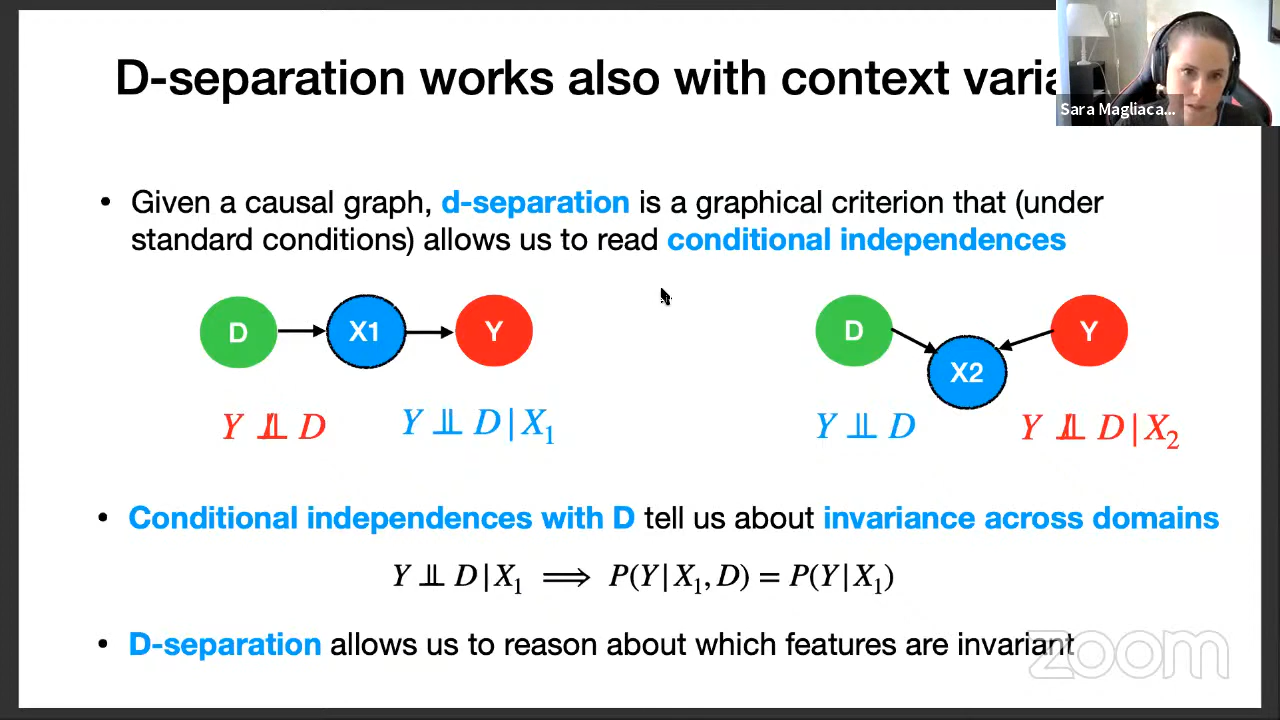 D-separation works also with context varia
Sara Magliaca...
• Given a causal graph, d-separation is a graphical criterion that (under
standard conditions) allows us to read conditional independences
D X1 Y
D Y
X2
Y ⫫̸ D Y ⫫ D | X₁ Y ⫫ D Y ⫫̸ D | X₂
• Conditional independences with D tell us about invariance across domains
Y ⫫ D | X₁ ⟹ P(Y | X₁, D) = P(Y | X₁)
• D-separation allows us to reason about which features are invariant
zoom